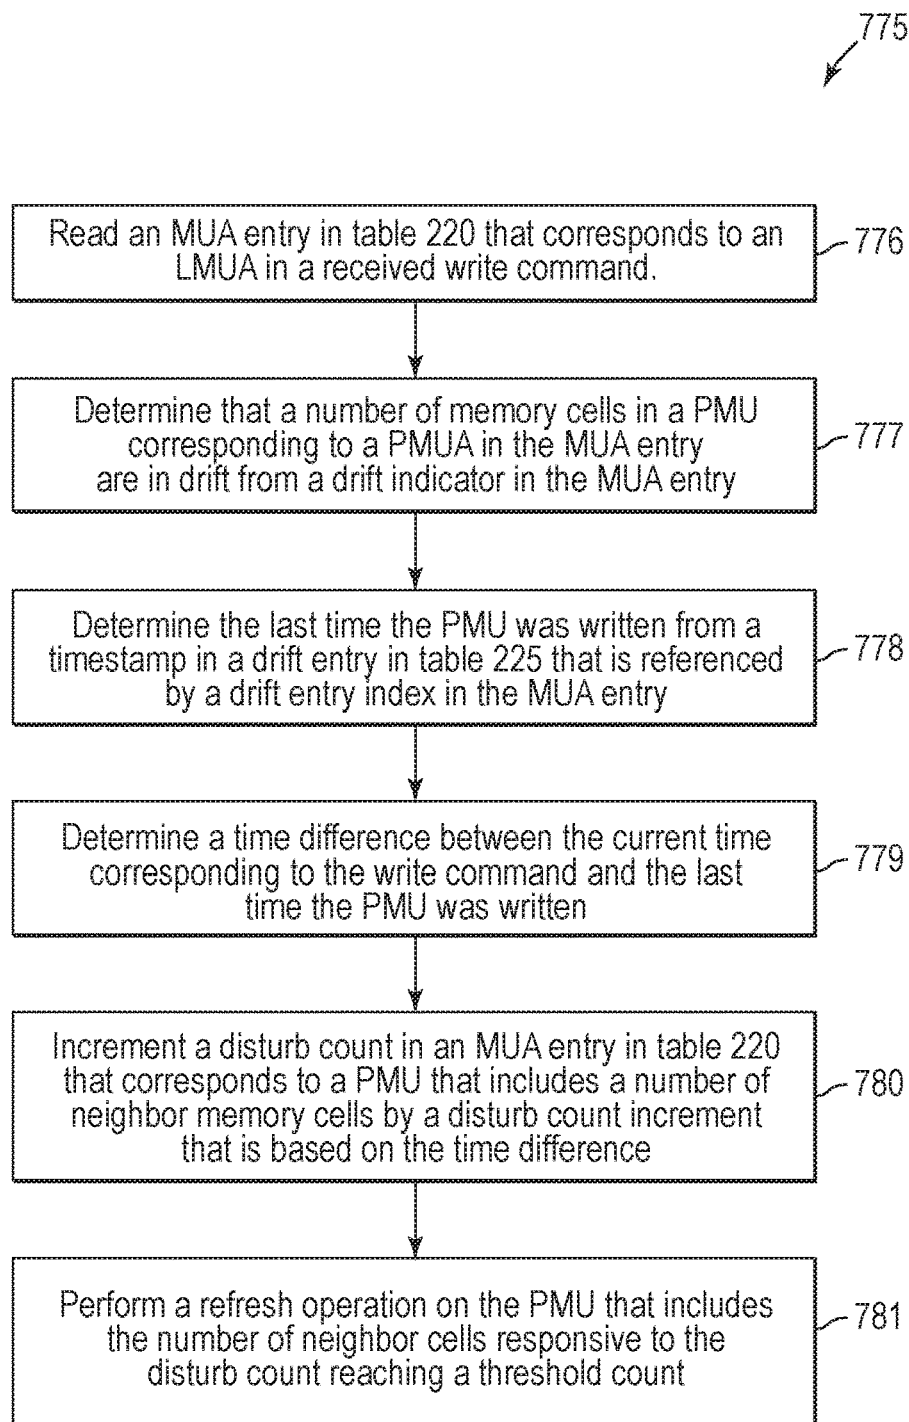 775
Read an MUA entry in table 220 that corresponds to an
LMUA in a received write command.
776
Determine that a number of memory cells in a PMU
corresponding to a PMUA in the MUA entry
are in drift from a drift indicator in the MUA entry
777
Determine the last time the PMU was written from a
timestamp in a drift entry in table 225 that is referenced
by a drift entry index in the MUA entry
778
Determine a time difference between the current time
corresponding to the write command and the last
time the PMU was written
779
Increment a disturb count in an MUA entry in table 220
that corresponds to a PMU that includes a number of
neighbor memory cells by a disturb count increment
that is based on the time difference
780
Perform a refresh operation on the PMU that includes
the number of neighbor cells responsive to the
disturb count reaching a threshold count
781